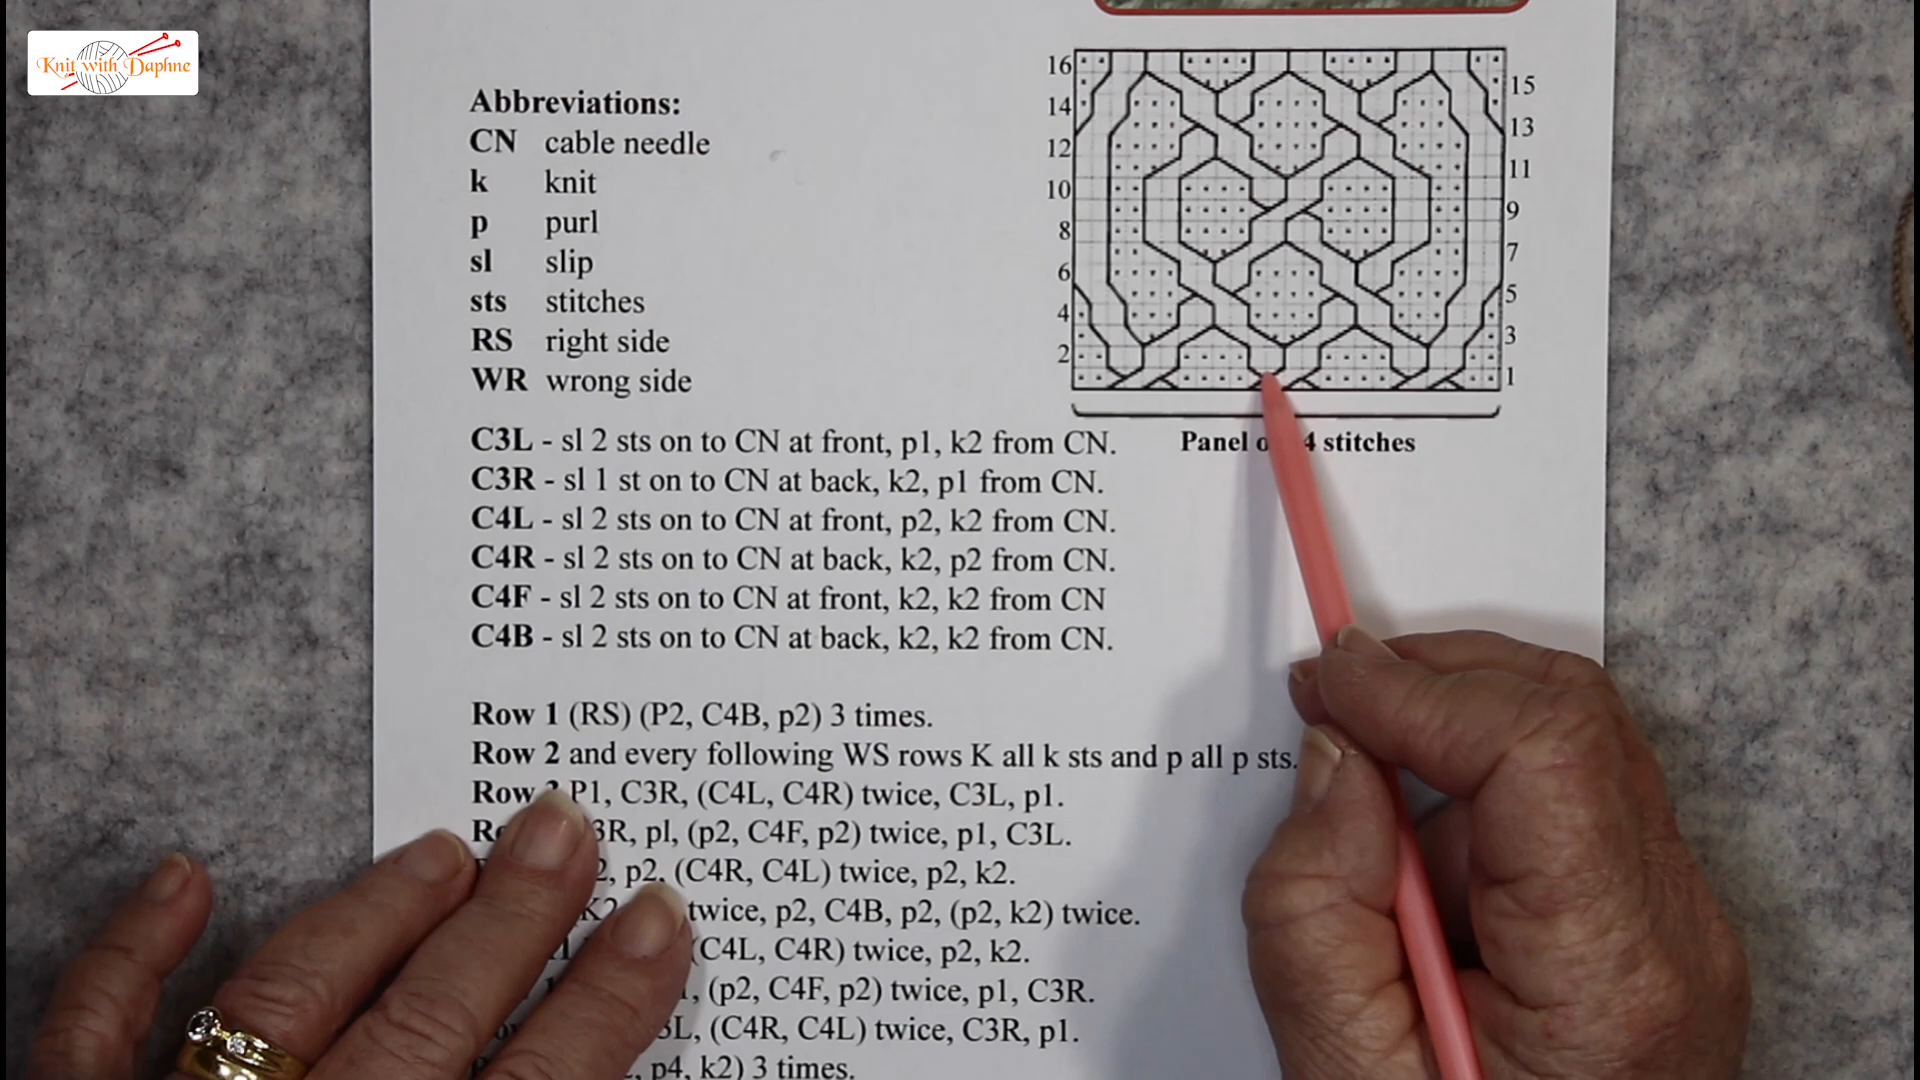 Knit with Daphne
Abbreviations:
CN cable needle
k knit
p purl
sl slip
sts stitches
RS right side
WR wrong side
C3L - sl 2 sts on to CN at front, p1, k2 from CN.
C3R - sl 1 st on to CN at back, k2, p1 from CN.
C4L - sl 2 sts on to CN at front, p2, k2 from CN.
C4R - sl 2 sts on to CN at back, k2, p2 from CN.
C4F - sl 2 sts on to CN at front, k2, k2 from CN
C4B - sl 2 sts on to CN at back, k2, k2 from CN.
16
15
14
13
12
11
10
9
8
7
6
5
4
3
2
1
Panel 4 stitches
Row 1 (RS) (P2, C4B, p2) 3 times.
Row 2 and every following WS rows K all k sts and p all p sts.
Row P1, C3R, (C4L, C4R) twice, C3L, p1.
3R, pl, (p2, C4F, p2) twice, p1, C3L.
2, p2, (C4R, C4L) twice, p2, k2.
K2 twice, p2, C4B, p2, (p2, k2) twice.
(C4L, C4R) twice, p2, k2.
, (p2, C4F, p2) twice, p1, C3R.
3L, (C4R, C4L) twice, C3R, p1.
, p4, k2) 3 times.